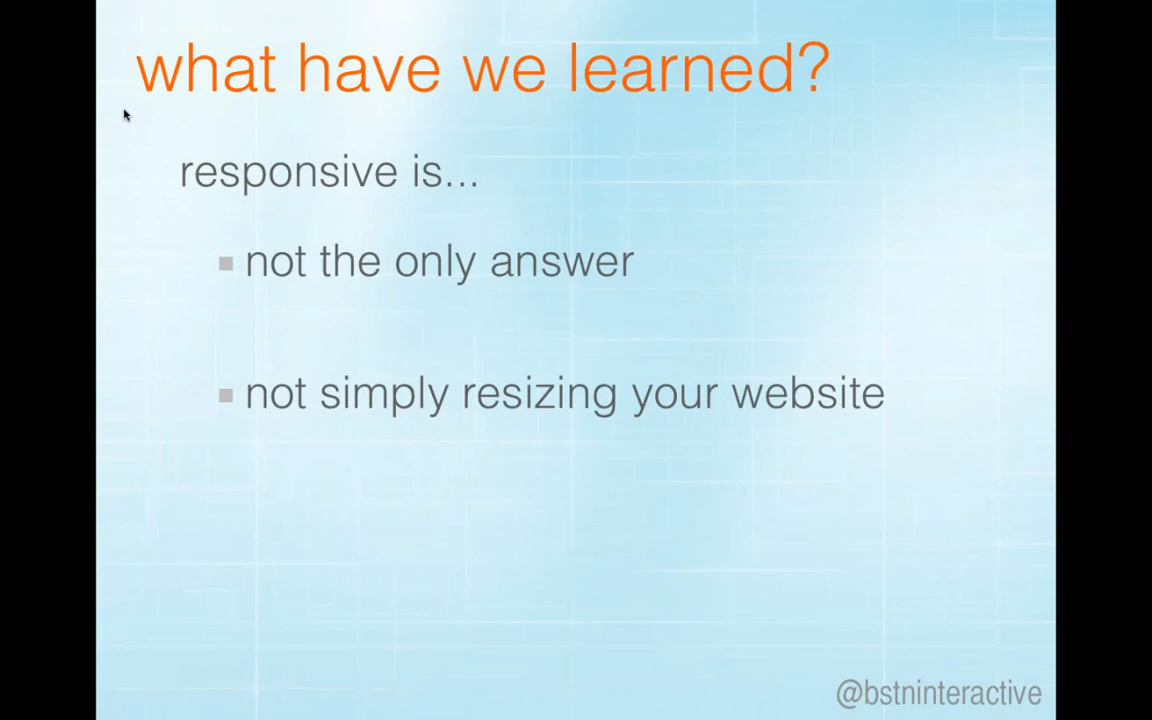 what have we learned?
responsive is...
not the only answer
not simply resizing your website
@bstninteractive